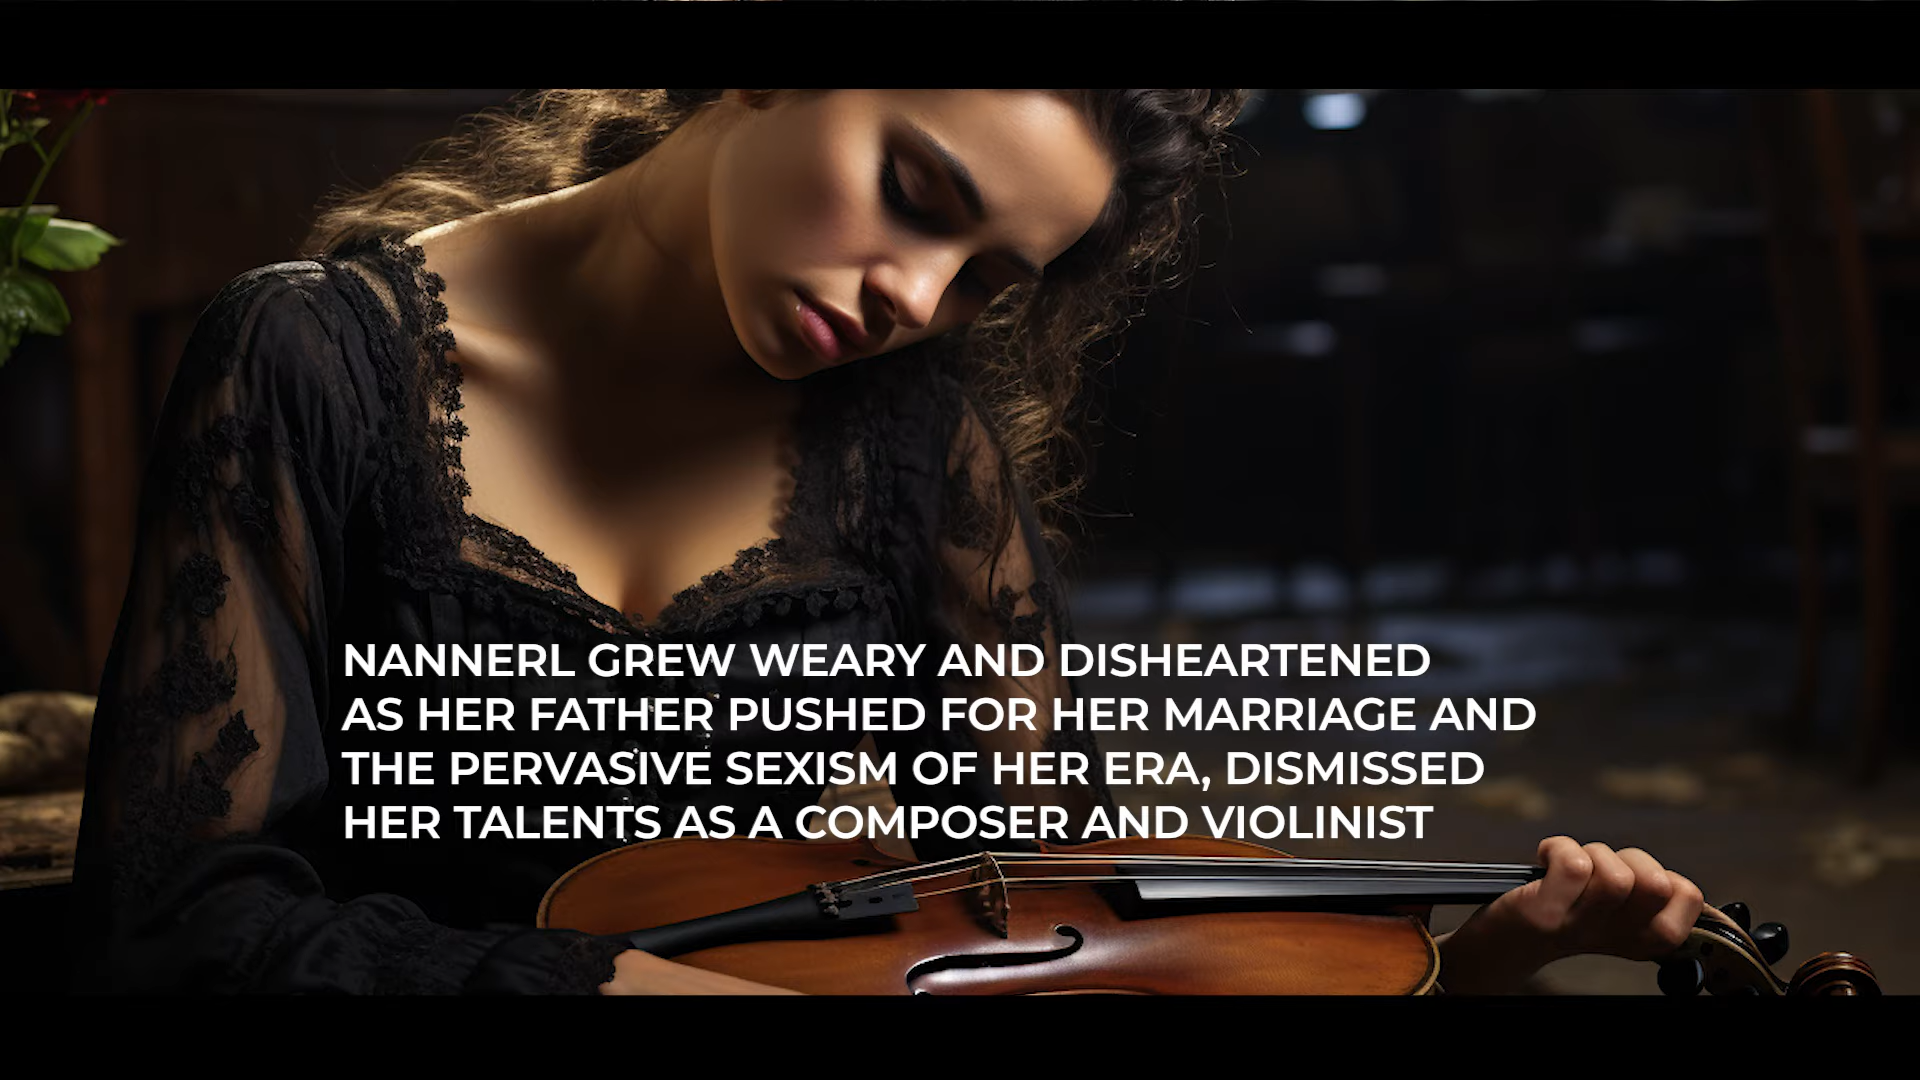 NANNERL GREW WEARY AND DISHEARTENED
AS HER FATHER PUSHED FOR HER MARRIAGE AND
THE PERVASIVE SEXISM OF HER ERA, DISMISSED
HER TALENTS AS A COMPOSER AND VIOLINIST